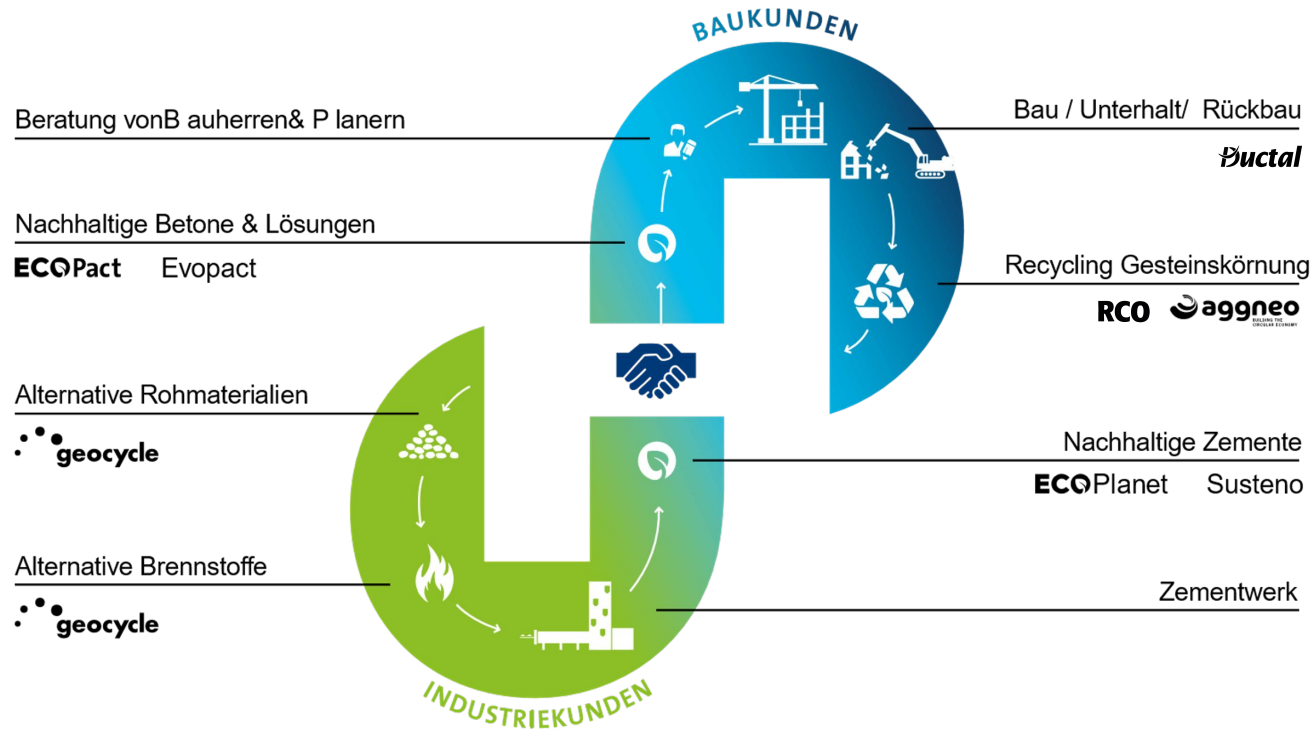 BAUKUNDEN
Beratung vonB auherren& P lanern
Nachhaltige Betone & Lösungen
ECOPact Evopact
Alternative Rohmaterialien
geocycle
Alternative Brennstoffe
geocycle
Bau / Unterhalt/ Rückbau
Ductal
Recycling Gesteinskörnung
RCO aggneo
BUILDING THE
CIRCULAR ECONOMY
Nachhaltige Zemente
ECOPlanet Susteno
Zementwerk
INDUSTRIEKUNDEN